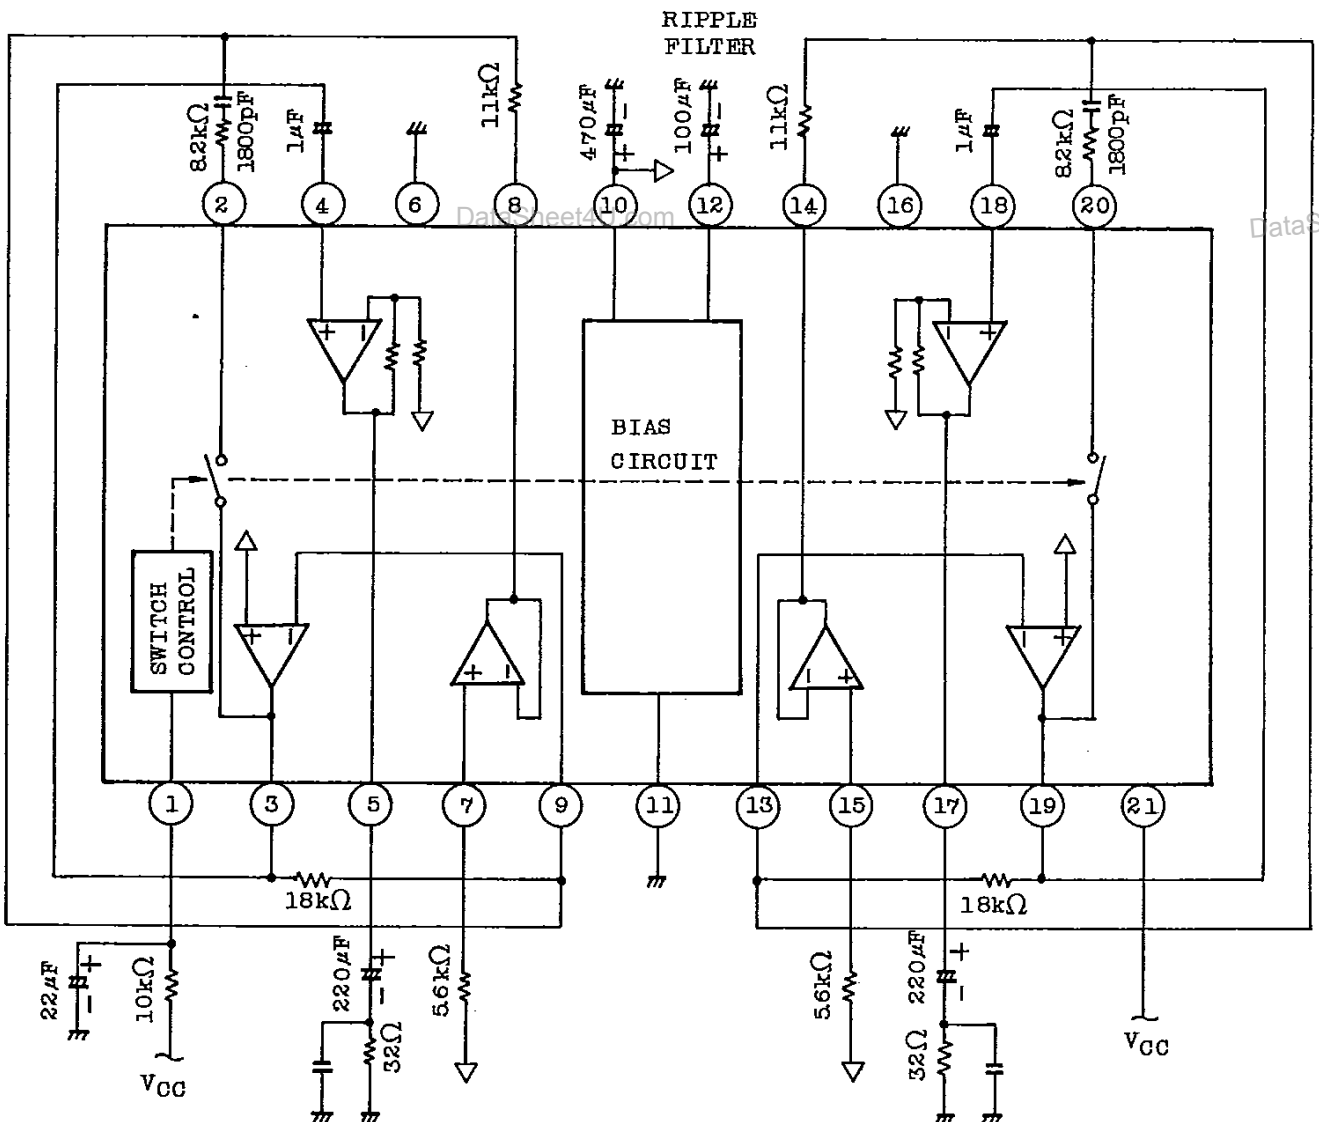 RIPPLE
FILTER
8.2kΩ
1800pF
1μF
11kΩ
470μF
100μF
11kΩ
1μF
8.2kΩ
1800pF
+
−
+
−
2
4
6
8
10
12
14
16
18
20
DataSheet4U.com
DataS
+
−
−
+
BIAS
CIRCUIT
SWITCH
CONTROL
+
−
+
−
−
+
−
+
1
3
5
7
9
11
13
15
17
19
21
18kΩ
18kΩ
22μF
+
−
10kΩ
220μF
+
−
5.6kΩ
32Ω
5.6kΩ
220μF
+
−
32Ω
VCC
VCC